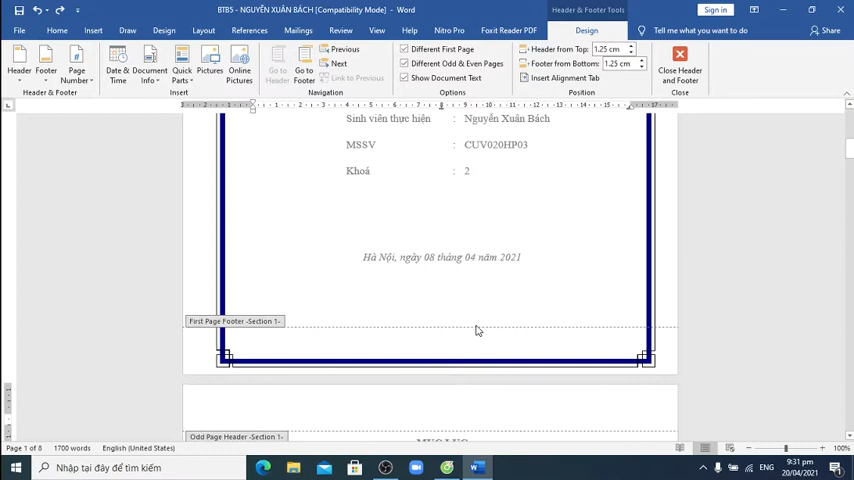 BTB5 - NGUYỄN XUÂN BÁCH [Compatibility Mode] - Word
Header & Footer Tools
Sign in
File Home Insert Draw Design Layout References Mailings Review View Help Nitro Pro Foxit Reader PDF Design Tell me what you want to do Share
Header Footer Page Number
Header & Footer
Date & Time Document Info Quick Parts Pictures Online Pictures
Insert
Go to Header Go to Footer Previous Next Link to Previous
Navigation
Different First Page
Different Odd & Even Pages
Show Document Text
Options
Header from Top: 1.25 cm
Footer from Bottom: 1.25 cm
Insert Alignment Tab
Position
Close Header and Footer
Close
Sinh viên thực hiện : Nguyễn Xuân Bách
MSSV : CUV020HP03
Khoá : 2
Hà Nội, ngày 08 tháng 04 năm 2021
First Page Footer -Section 1-
Odd Page Header -Section 1-
MỤC LỤC
Page 1 of 8 1700 words English (United States) 100%
Nhập tại đây để tìm kiếm
ENG
9:31 pm
20/04/2021